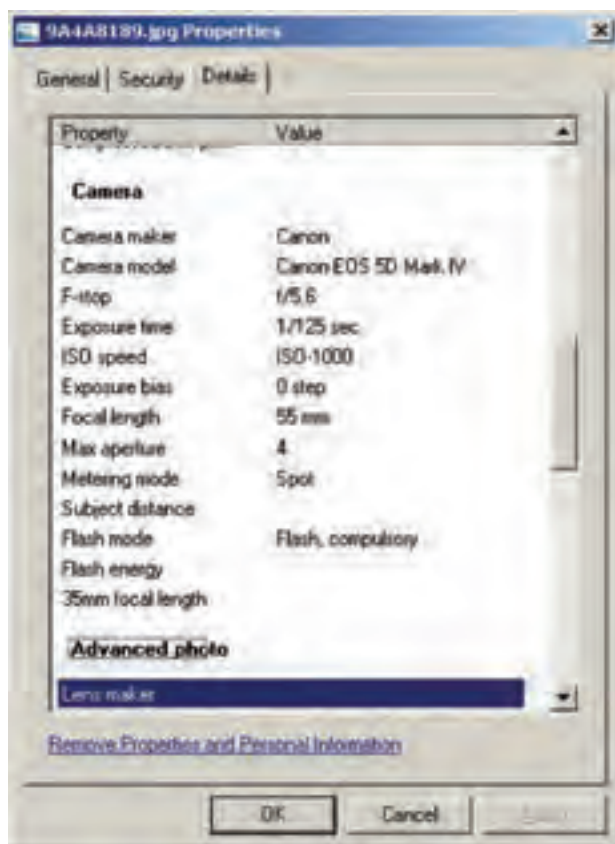 9A4A8189.jpg Properties
General Security Details
Property Value
Camera
Camera maker Canon
Camera model Canon EOS 5D Mark IV
F-stop f/5.6
Exposure time 1/125 sec.
ISO speed ISO-1000
Exposure bias 0 step
Focal length 55 mm
Max aperture 4
Metering mode Spot
Subject distance
Flash mode Flash, compulsory
Flash energy
35mm focal length
Advanced photo
Lens maker
Remove Properties and Personal Information
OK Cancel